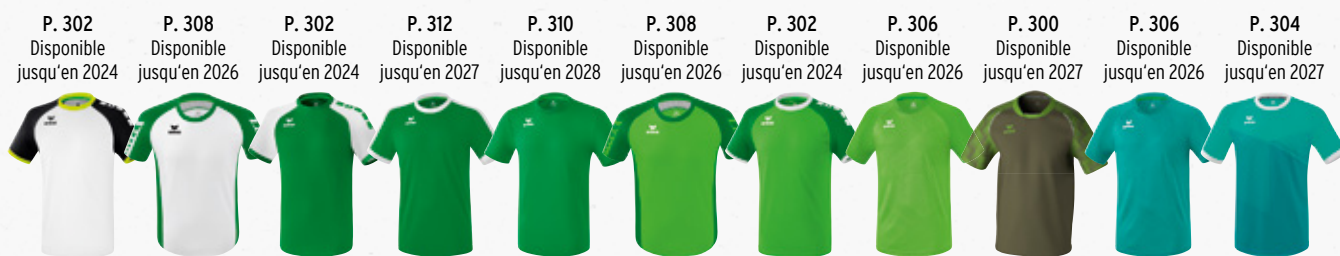 P. 302
Disponible
jusqu‘en 2024
P. 308
Disponible
jusqu‘en 2026
P. 302
Disponible
jusqu‘en 2024
P. 312
Disponible
jusqu‘en 2027
P. 310
Disponible
jusqu‘en 2028
P. 308
Disponible
jusqu‘en 2026
P. 302
Disponible
jusqu‘en 2024
P. 306
Disponible
jusqu‘en 2026
P. 300
Disponible
jusqu‘en 2027
P. 306
Disponible
jusqu‘en 2026
P. 304
Disponible
jusqu‘en 2027